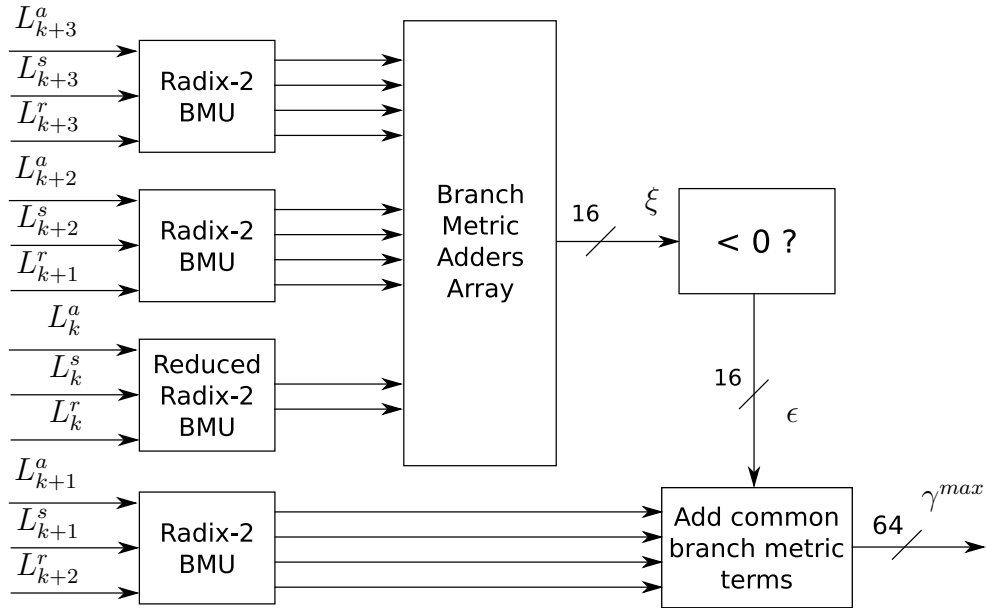 L^a_{k+3}
L^s_{k+3}
L^r_{k+3}
Radix-2
BMU
L^a_{k+2}
L^s_{k+2}
L^r_{k+1}
Radix-2
BMU
L^a_k
L^s_k
L^r_k
Reduced
Radix-2
BMU
L^a_{k+1}
L^s_{k+1}
L^r_{k+2}
Radix-2
BMU
Branch
Metric
Adders
Array
16
ξ
< 0 ?
16
ϵ
Add common
branch metric
terms
64
γ^{max}